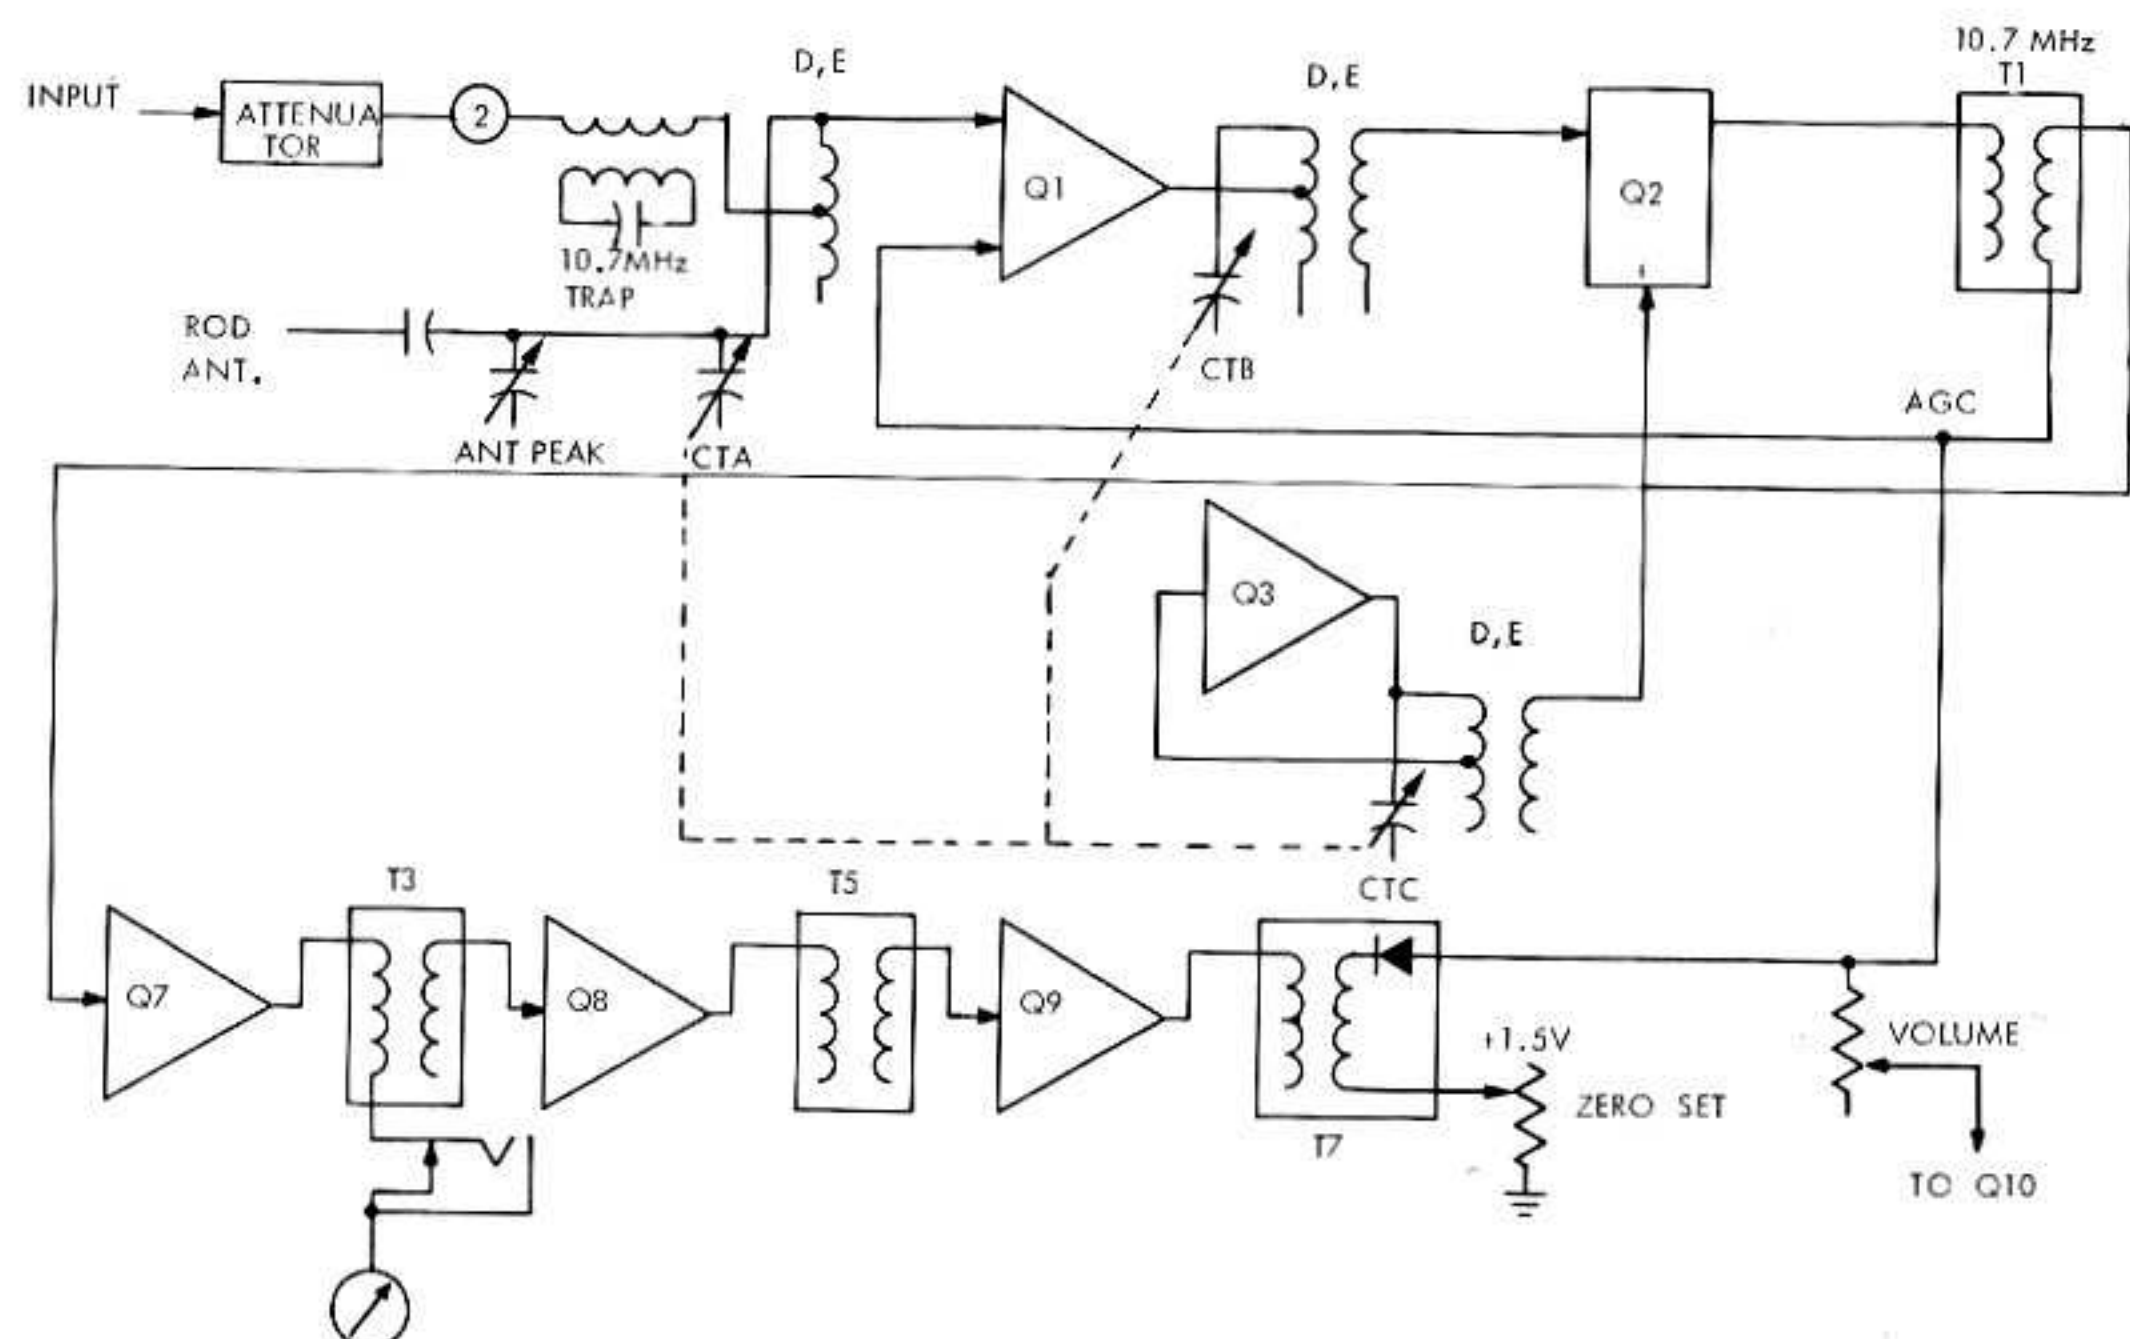 10.7 MHz
T1
D,E
D,E
INPUT
ATTENUA
TOR
2
Q1
Q2
10.7MHz
TRAP
ROD
ANT.
CTB
AGC
ANT PEAK
CTA
Q3
D,E
T3
T5
CTC
Q7
Q8
Q9
+1.5V
VOLUME
ZERO SET
T7
TO Q10